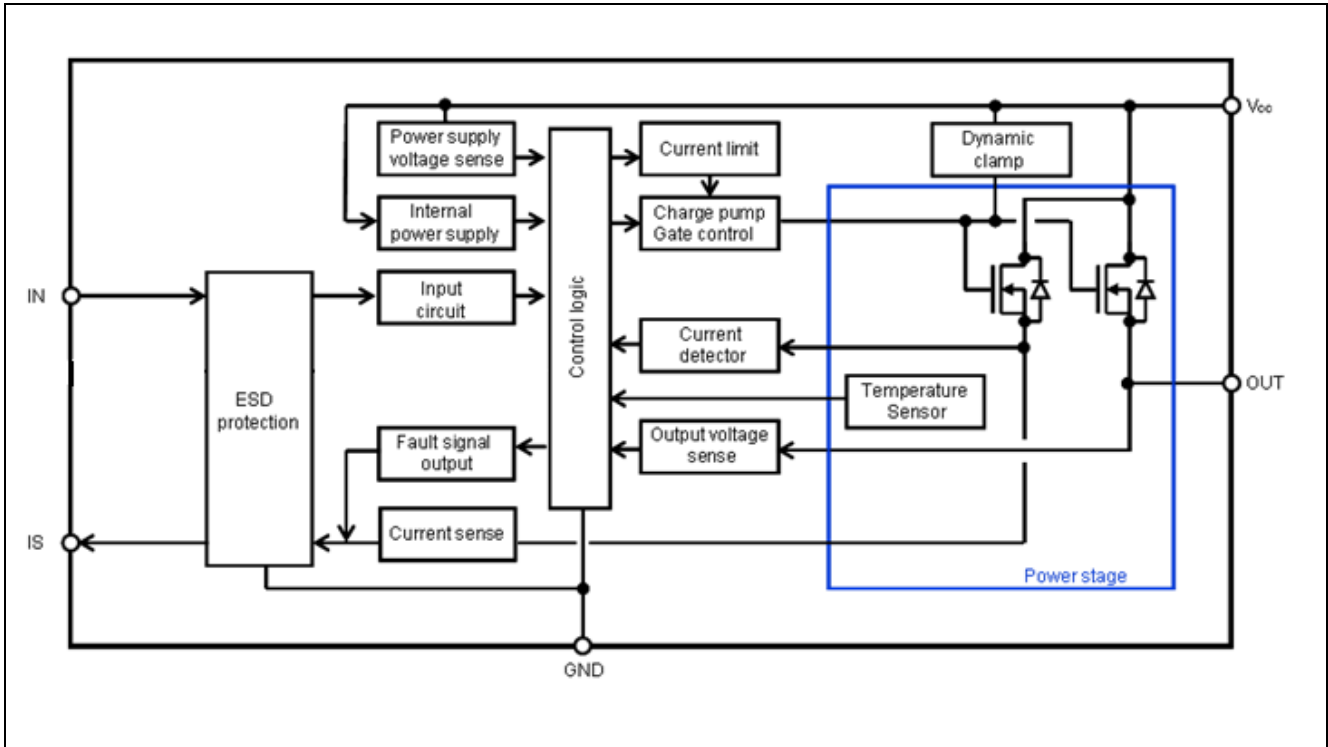 Vcc
Power supply
voltage sense
Current limit
Dynamic
clamp
Internal
power supply
Charge pump
Gate control
IN
Input
circuit
Control logic
Current
detector
OUT
ESD
protection
Temperature
Sensor
Fault signal
output
Output voltage
sense
IS
Current sense
Power stage
GND